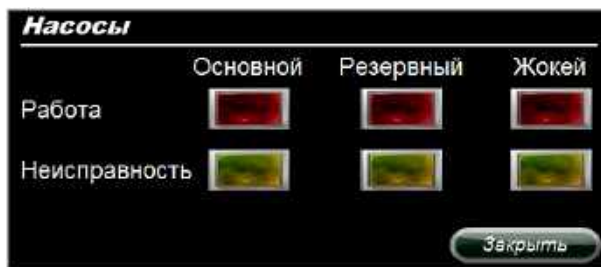 Насосы
Основной Резервный Жокей
Работа
Неисправность
Закрыть